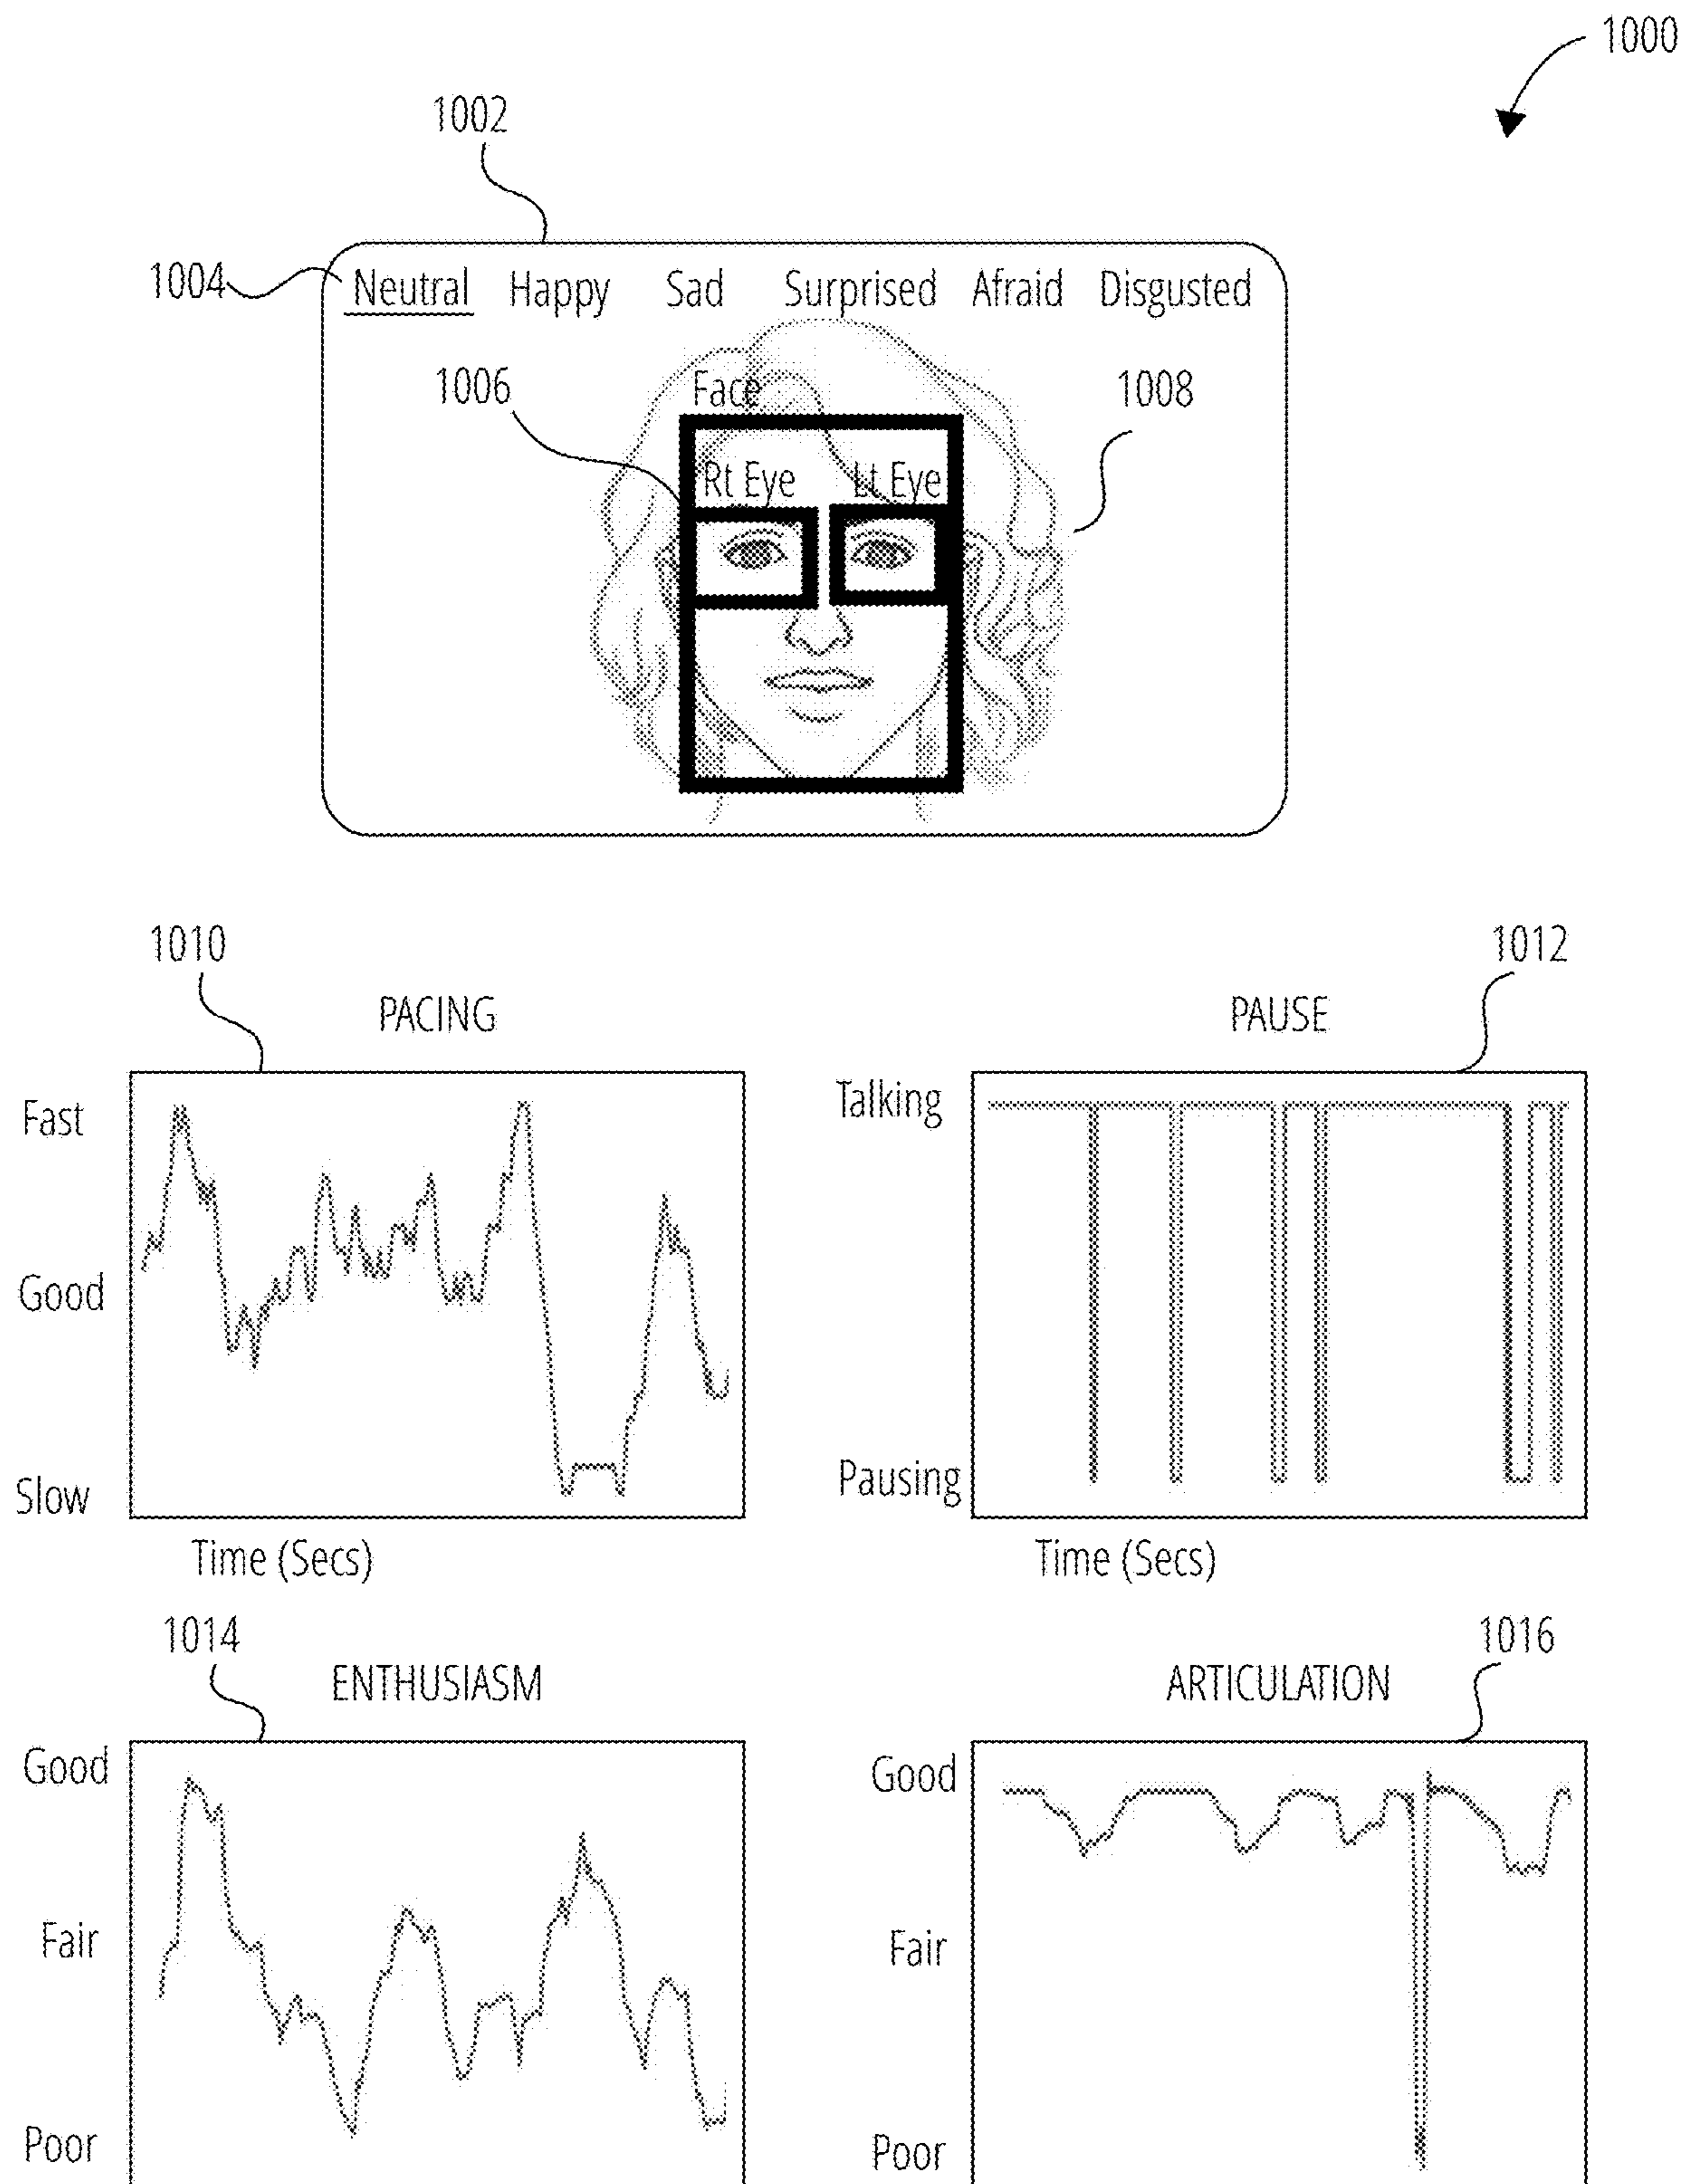 1000
1002
1004
Neutral Happy Sad Surprised Afraid Disgusted
1006
Face
1008
Rt Eye Lt Eye
1010
1012
PACING
PAUSE
Fast
Good
Slow
Time (Secs)
Talking
Pausing
Time (Secs)
1014
1016
ENTHUSIASM
ARTICULATION
Good
Fair
Poor
Good
Fair
Poor